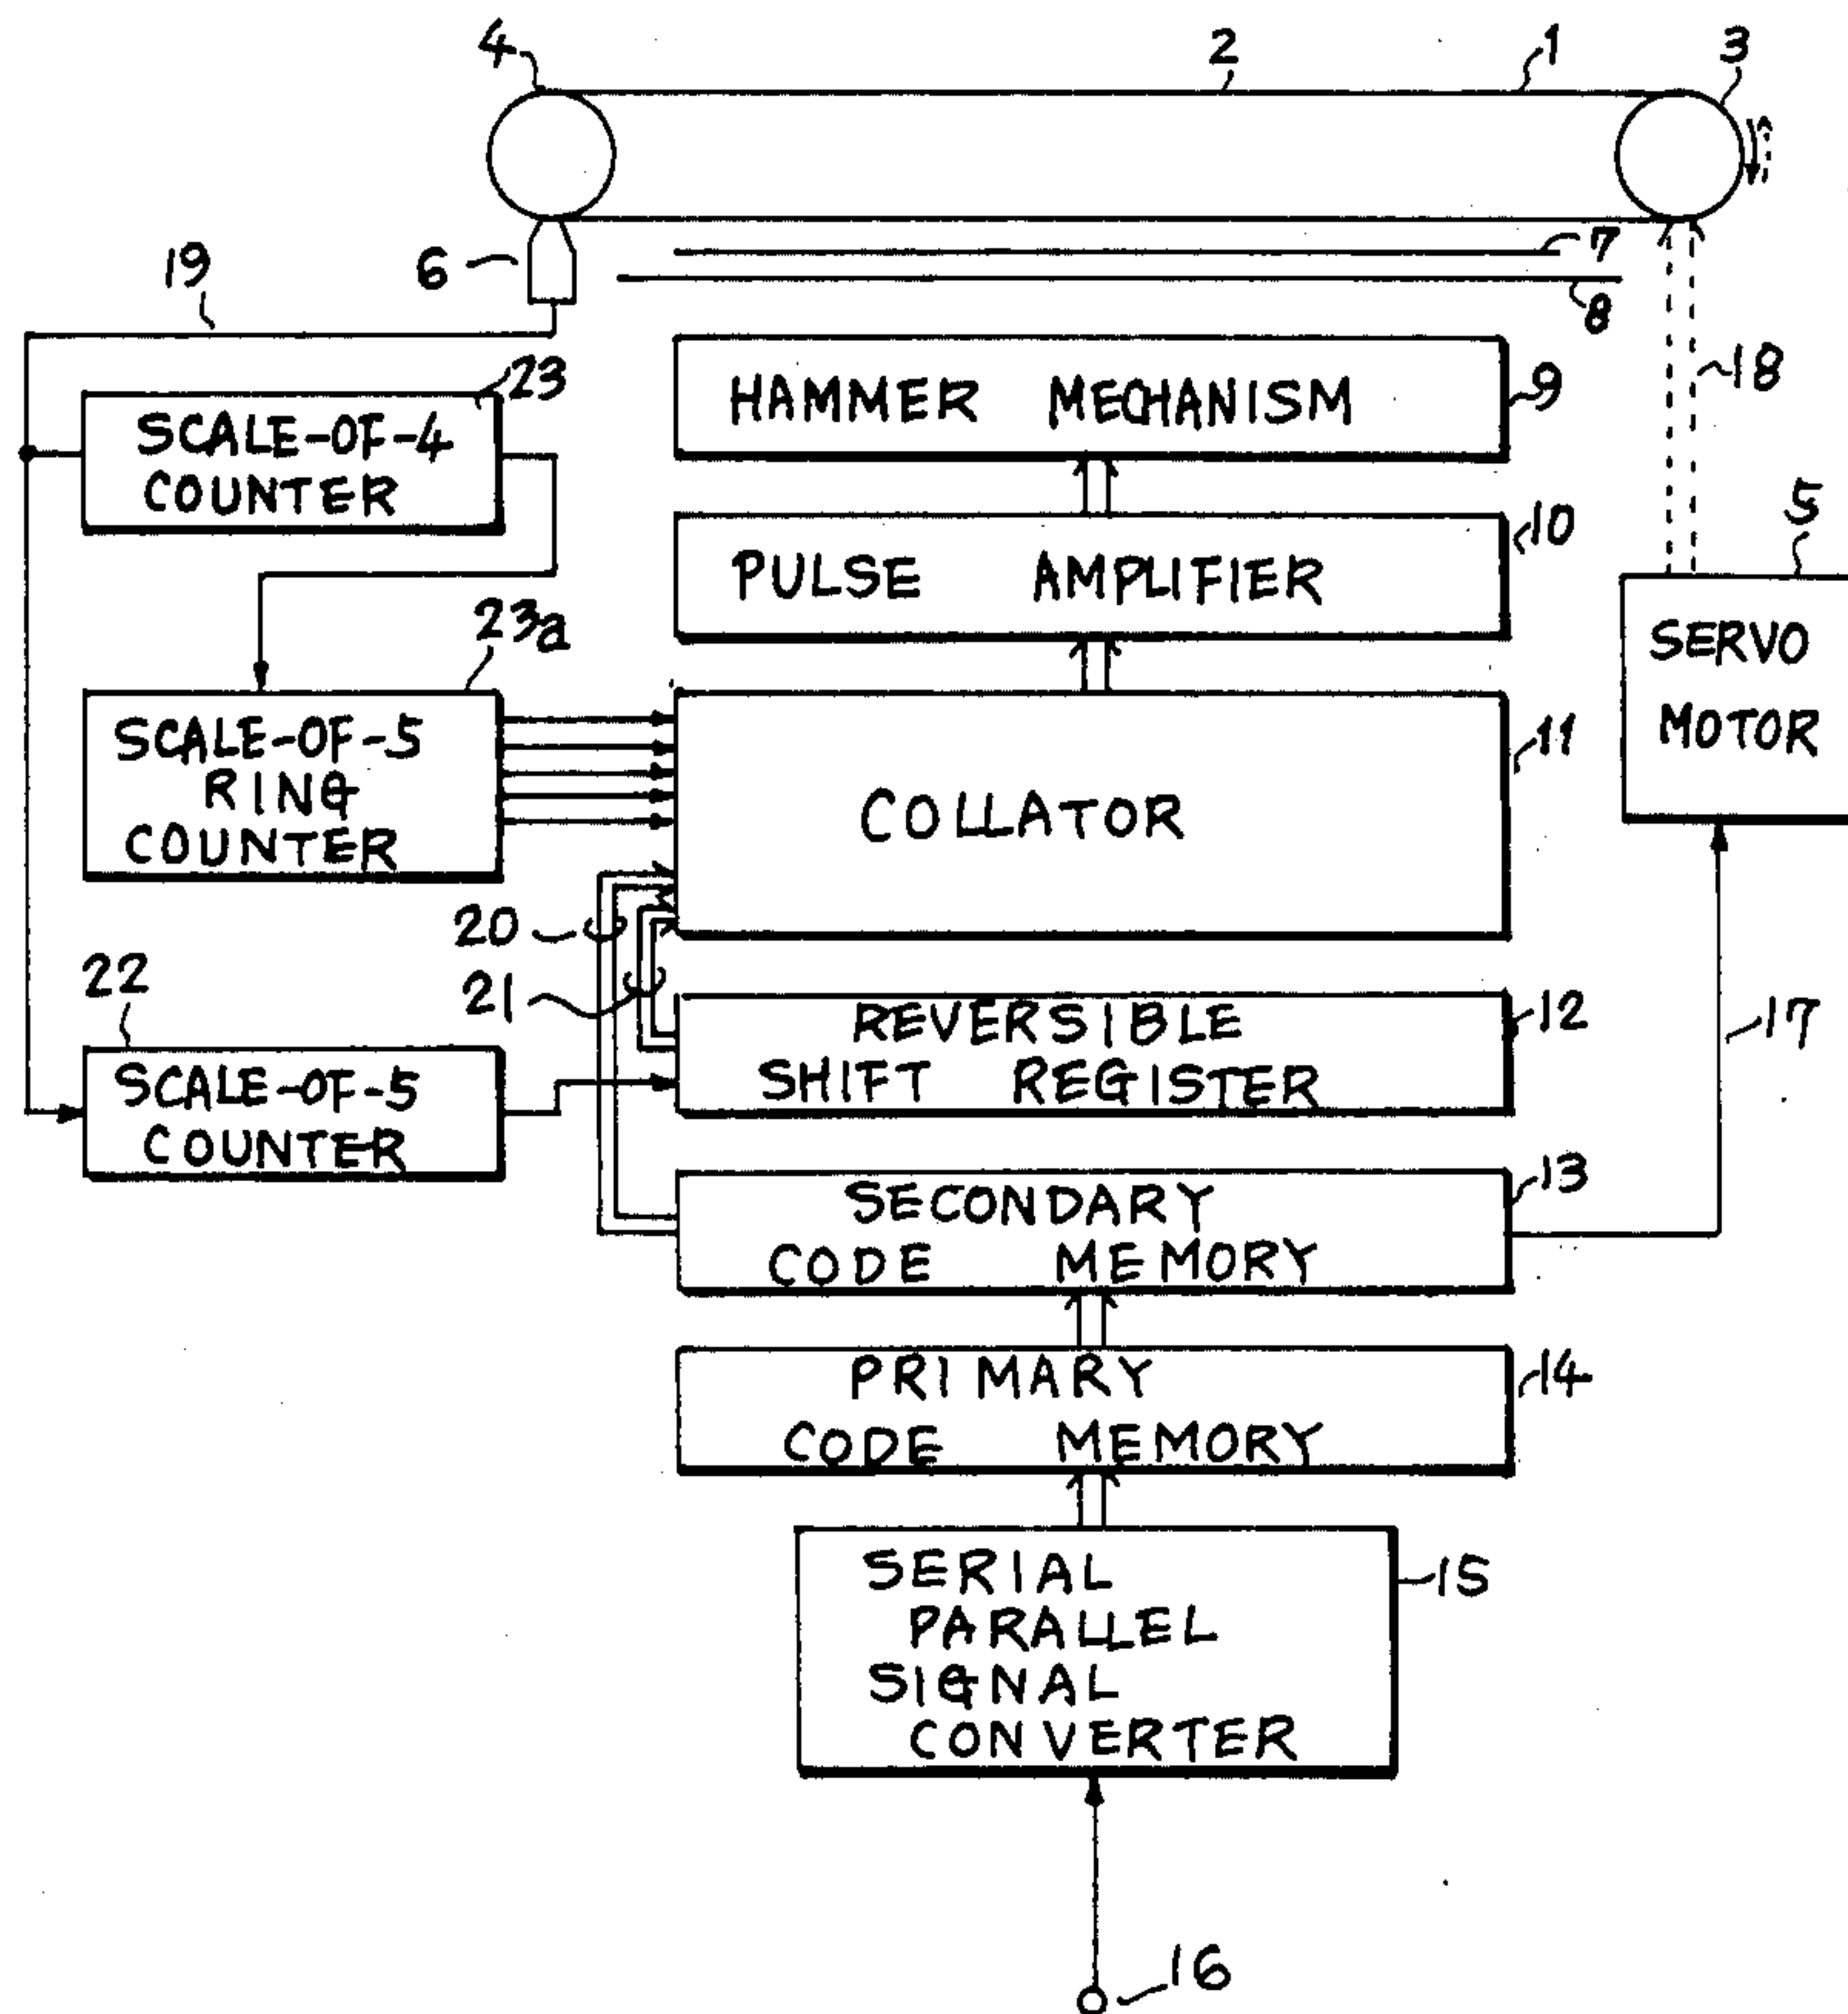 4
2
1
3
6
7
8
19
18
23
SCALE-OF-4
COUNTER
HAMMER MECHANISM
9
PULSE AMPLIFIER
10
5
SERVO
MOTOR
23a
SCALE-OF-5
RING
COUNTER
COLLATOR
11
20
21
22
SCALE-OF-5
COUNTER
REVERSIBLE
SHIFT REGISTER
12
17
SECONDARY
CODE MEMORY
13
PRIMARY
CODE MEMORY
14
SERIAL
PARALLEL
SIGNAL
CONVERTER
15
16